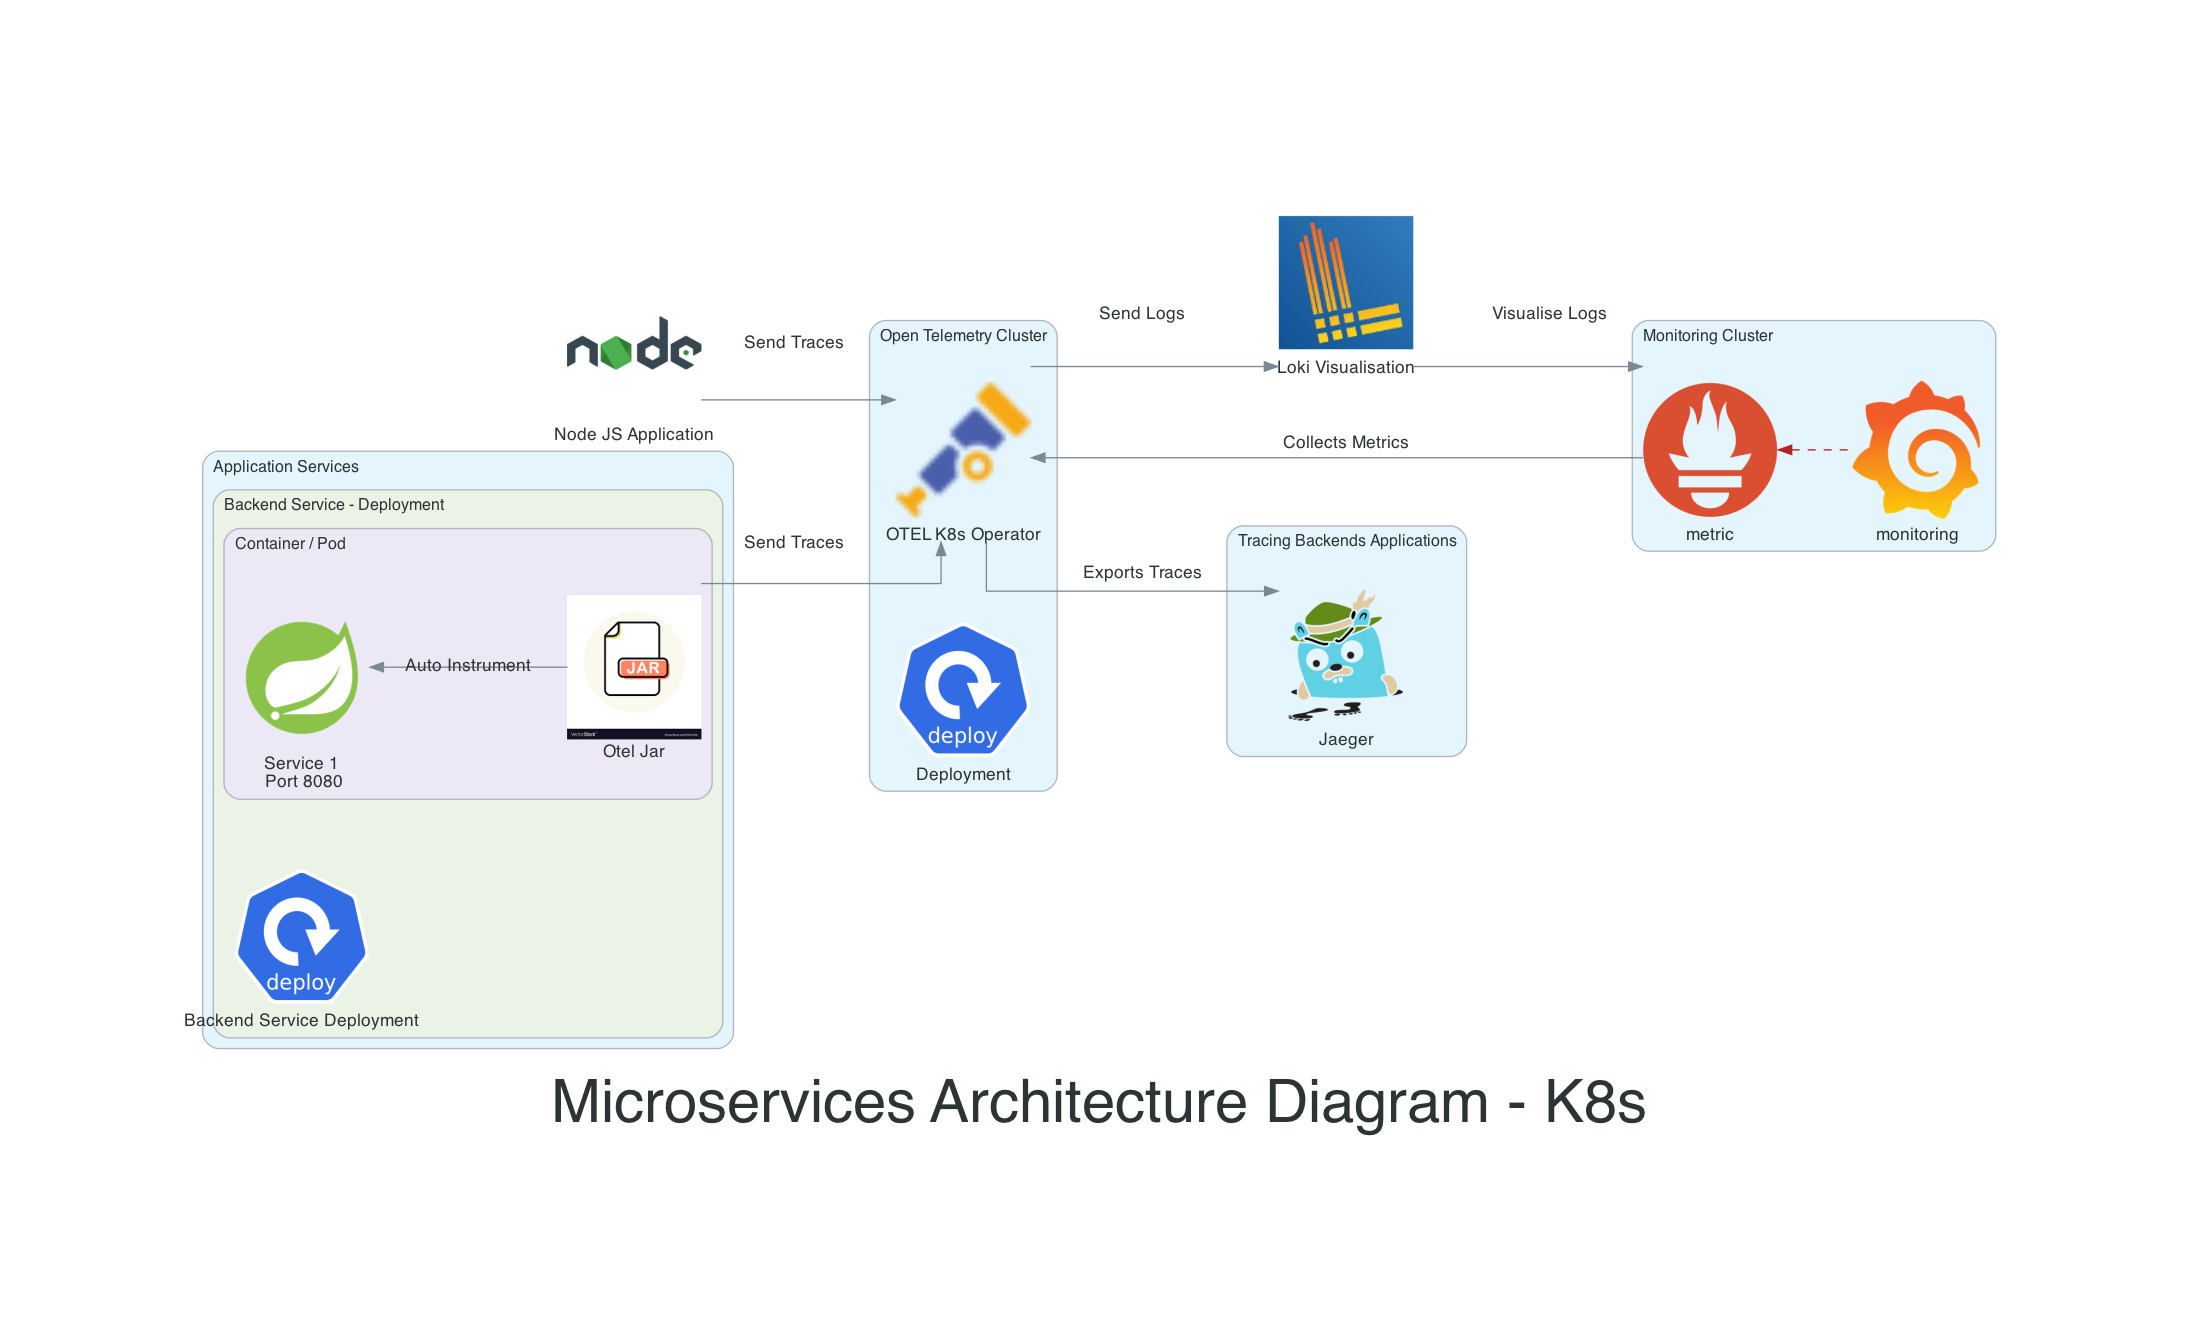 node
Node JS Application
Send Traces
Open Telemetry Cluster
OTEL K8s Operator
deploy
Deployment
Send Logs
Loki Visualisation
Visualise Logs
Monitoring Cluster
metric
monitoring
Collects Metrics
Exports Traces
Tracing Backends Applications
Jaeger
Application Services
Backend Service - Deployment
Container / Pod
Send Traces
Auto Instrument
JAR
VectorStock
Otel Jar
Service 1
Port 8080
deploy
Backend Service Deployment
Microservices Architecture Diagram - K8s